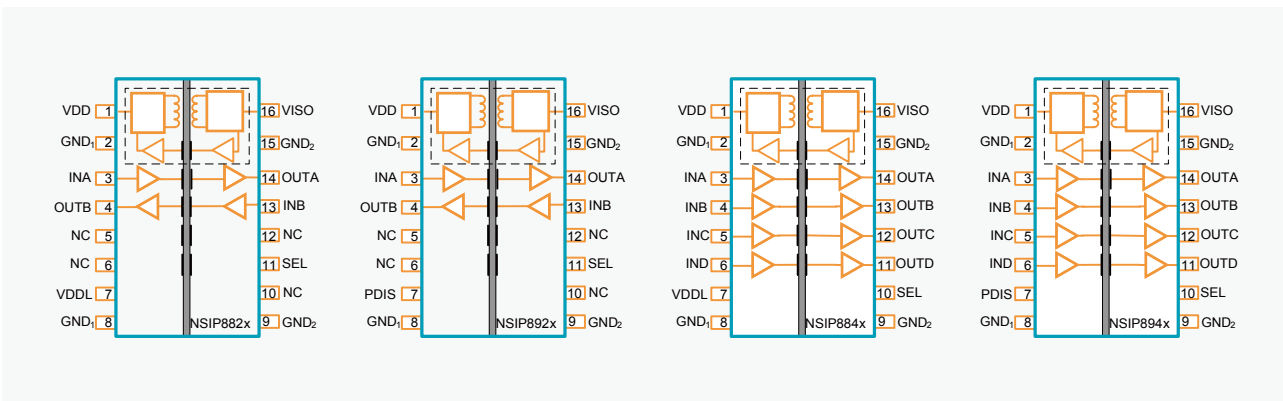 VDD 1 16 VISO
GND₁ 2 15 GND₂
INA 3 14 OUTA
OUTB 4 13 INB
NC 5 12 NC
NC 6 11 SEL
VDDL 7 10 NC
GND₁ 8 NSIP882x 9 GND₂
VDD 1 16 VISO
GND₁ 2 15 GND₂
INA 3 14 OUTA
OUTB 4 13 INB
NC 5 12 NC
NC 6 11 SEL
PDIS 7 10 NC
GND₁ 8 NSIP892x 9 GND₂
VDD 1 16 VISO
GND₁ 2 15 GND₂
INA 3 14 OUTA
INB 4 13 OUTB
INC 5 12 OUTC
IND 6 11 OUTD
VDDL 7 10 SEL
GND₁ 8 NSIP884x 9 GND₂
VDD 1 16 VISO
GND₁ 2 15 GND₂
INA 3 14 OUTA
INB 4 13 OUTB
INC 5 12 OUTC
IND 6 11 OUTD
PDIS 7 10 SEL
GND₁ 8 NSIP894x 9 GND₂